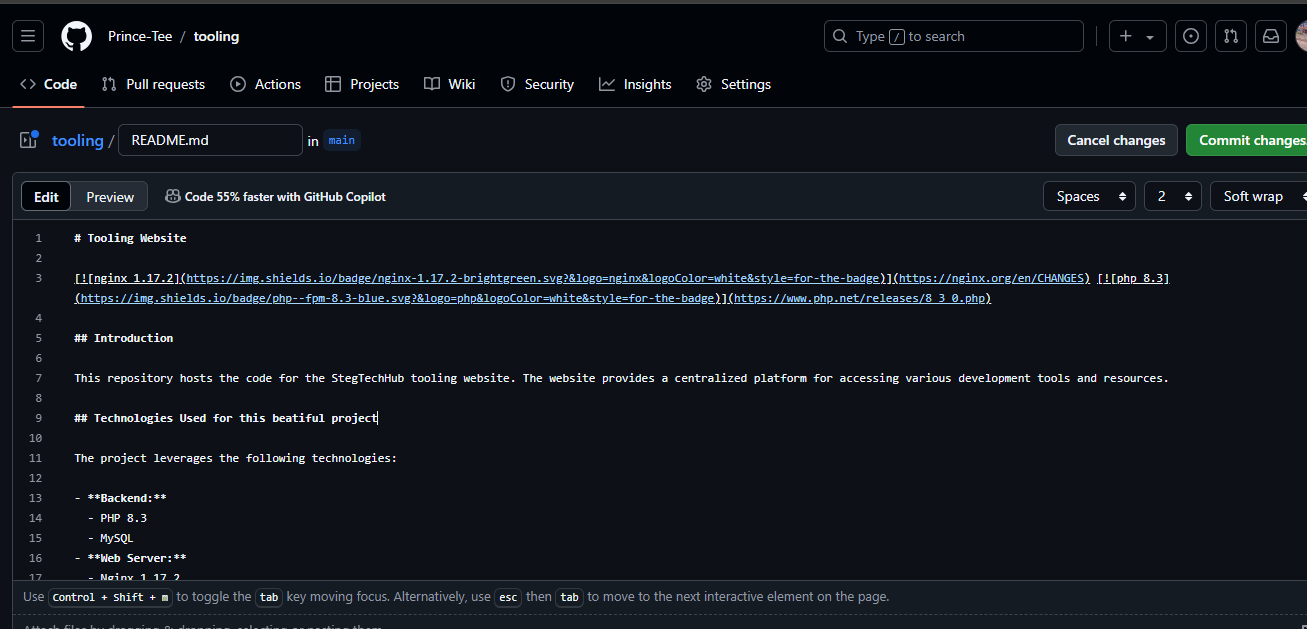 Prince-Tee / tooling
Type / to search
Code Pull requests Actions Projects Wiki Security Insights Settings
tooling / README.md in main
Cancel changes Commit changes.
Edit Preview Code 55% faster with GitHub Copilot Spaces 2 Soft wrap
1 # Tooling Website
2
3 [![nginx 1.17.2](https://img.shields.io/badge/nginx-1.17.2-brightgreen.svg?&logo=nginx&logoColor=white&style=for-the-badge)](https://nginx.org/en/CHANGES) [![php 8.3]
(https://img.shields.io/badge/php--fpm-8.3-blue.svg?&logo=php&logoColor=white&style=for-the-badge)](https://www.php.net/releases/8_3_0.php)
4
5 ## Introduction
6
7 This repository hosts the code for the StegTechHub tooling website. The website provides a centralized platform for accessing various development tools and resources.
8
9 ## Technologies Used for this beatiful project
10
11 The project leverages the following technologies:
12
13 - **Backend:**
14 - PHP 8.3
15 - MySQL
16 - **Web Server:**
17 - Nginx 1.17.2
Use Control + Shift + m to toggle the tab key moving focus. Alternatively, use esc then tab to move to the next interactive element on the page.
Attach files by dragging & dropping, selecting or pasting them.